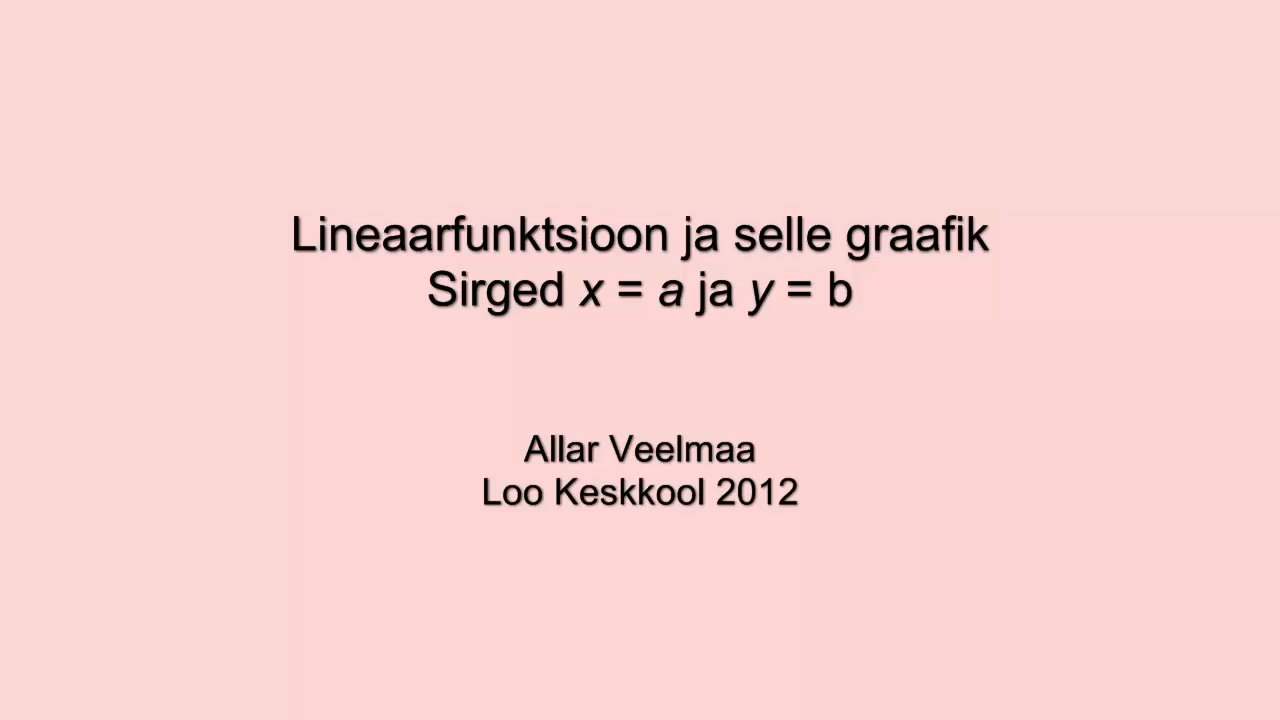 Lineaarfunktsioon ja selle graafik
Sirged x = a ja y = b
Allar Veelmaa
Loo Keskkool 2012